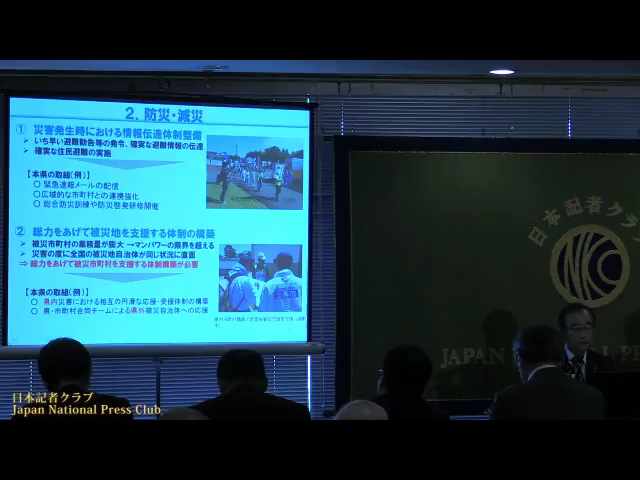 2. 防災・減災
① 災害発生時における情報伝達体制整備
➢ いち早い避難勧告等の発令、確実な避難情報の伝達
➢ 確実な住民避難の実施
【本県の取組(例)】
○ 緊急速報メールの配信
○ 広域的な市町村との連携強化
○ 総合防災訓練や防災啓発研修開催
② 総力をあげて被災地を支援する体制の構築
➢ 被災市町村の業務量が膨大 →マンパワーの限界を超える
➢ 災害の度に全国の被災地自治体が同じ状況に直面
⇒ 総力をあげて被災市町村を支援する体制構築が必要
【本県の取組(例)】
○ 県内災害における相互の円滑な応援・受援体制の構築
○ 県・市町村合同チームによる県外被災自治体への応援
日本記者クラブ
JAPAN NATIONAL PRESS
日本記者クラブ
Japan National Press Club